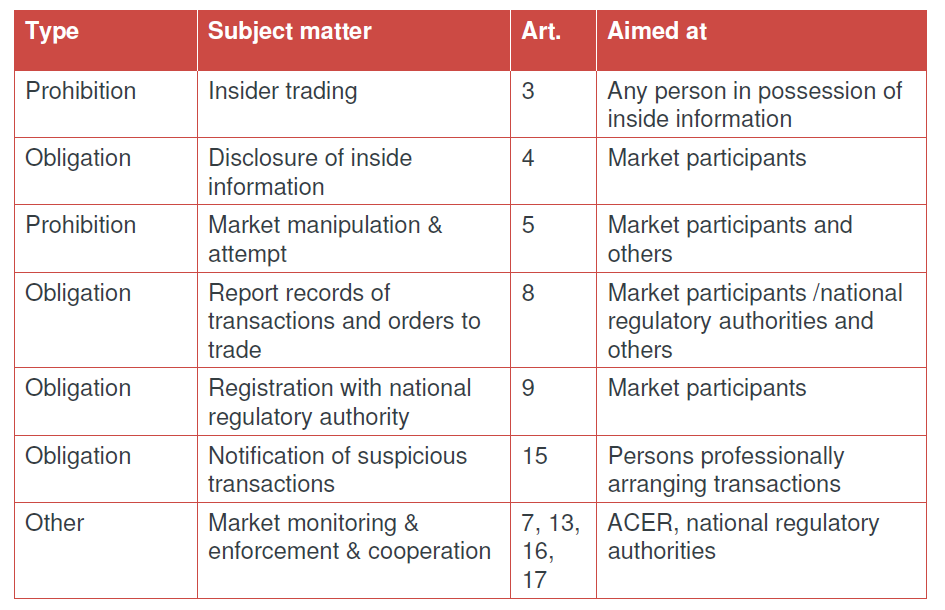 Type Subject matter Art. Aimed at
Prohibition Insider trading 3 Any person in possession of
inside information
Obligation Disclosure of inside 4 Market participants
information
Prohibition Market manipulation & 5 Market participants and
attempt others
Obligation Report records of 8 Market participants /national
transactions and orders to regulatory authorities and
trade others
Obligation Registration with national 9 Market participants
regulatory authority
Obligation Notification of suspicious 15 Persons professionally
transactions arranging transactions
Other Market monitoring & 7, 13, ACER, national regulatory
enforcement & cooperation 16, authorities
17